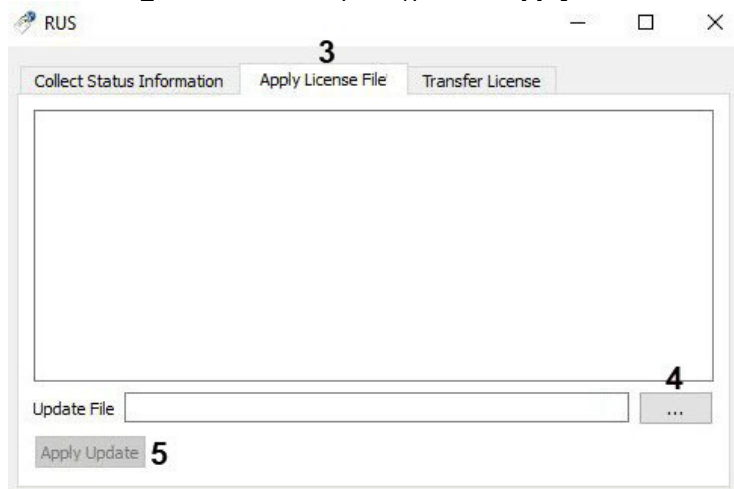 RUS
3
Collect Status Information Apply License File Transfer License
4
Update File ...
Apply Update 5